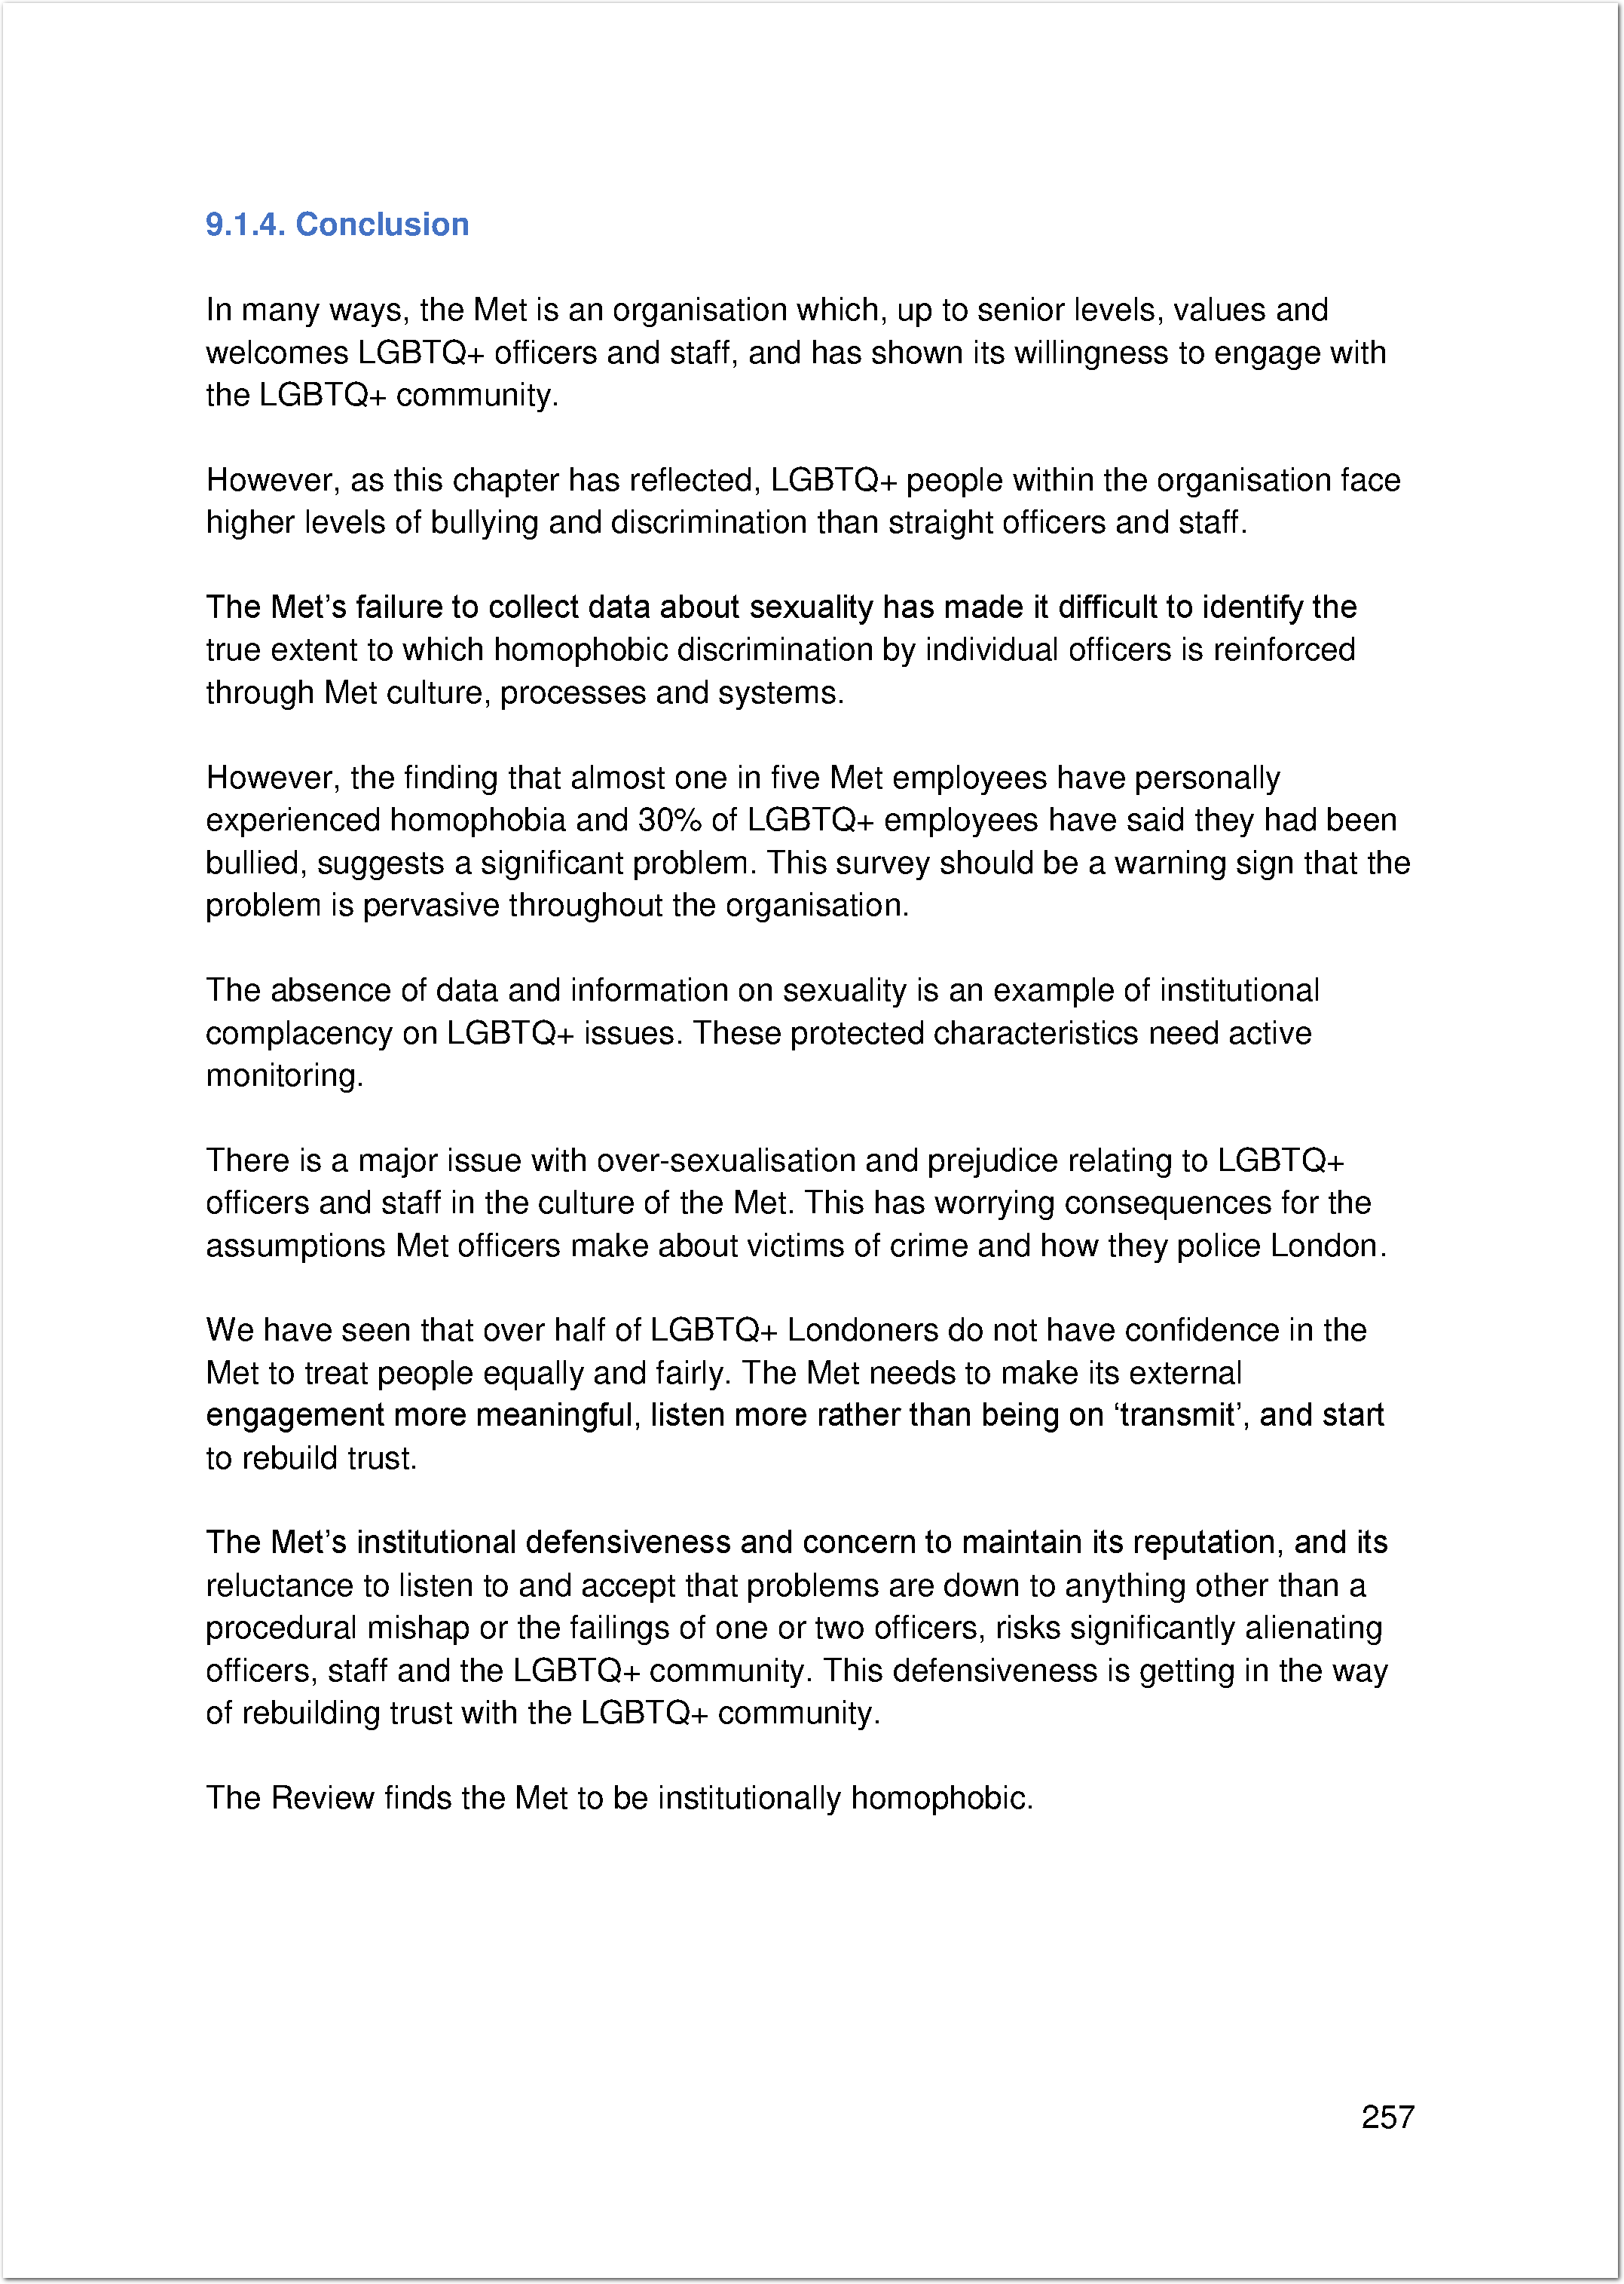 9.1.4. Conclusion
In many ways, the Met is an organisation which, up to senior levels, values and
welcomes LGBTQ+ officers and staff, and has shown its willingness to engage with
the LGBTQ+ community.
However, as this chapter has reflected, LGBTQ+ people within the organisation face
higher levels of bullying and discrimination than straight officers and staff.
The Met’s failure to collect data about sexuality has made it difficult to identify the
true extent to which homophobic discrimination by individual officers is reinforced
through Met culture, processes and systems.
However, the finding that almost one in five Met employees have personally
experienced homophobia and 30% of LGBTQ+ employees have said they had been
bullied, suggests a significant problem. This survey should be a warning sign that the
problem is pervasive throughout the organisation.
The absence of data and information on sexuality is an example of institutional
complacency on LGBTQ+ issues. These protected characteristics need active
monitoring.
There is a major issue with over-sexualisation and prejudice relating to LGBTQ+
officers and staff in the culture of the Met. This has worrying consequences for the
assumptions Met officers make about victims of crime and how they police London.
We have seen that over half of LGBTQ+ Londoners do not have confidence in the
Met to treat people equally and fairly. The Met needs to make its external
engagement more meaningful, listen more rather than being on ‘transmit’, and start
to rebuild trust.
The Met’s institutional defensiveness and concern to maintain its reputation, and its
reluctance to listen to and accept that problems are down to anything other than a
procedural mishap or the failings of one or two officers, risks significantly alienating
officers, staff and the LGBTQ+ community. This defensiveness is getting in the way
of rebuilding trust with the LGBTQ+ community.
The Review finds the Met to be institutionally homophobic.
257